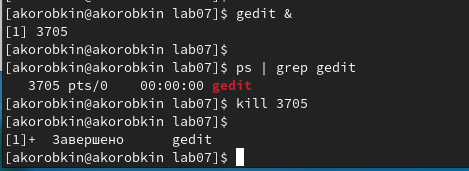 [akorobkin@akorobkin lab07]$ gedit &
[1] 3705
[akorobkin@akorobkin lab07]$
[akorobkin@akorobkin lab07]$ ps | grep gedit
   3705 pts/0    00:00:00 gedit
[akorobkin@akorobkin lab07]$ kill 3705
[akorobkin@akorobkin lab07]$
[1]+  Завершено      gedit
[akorobkin@akorobkin lab07]$